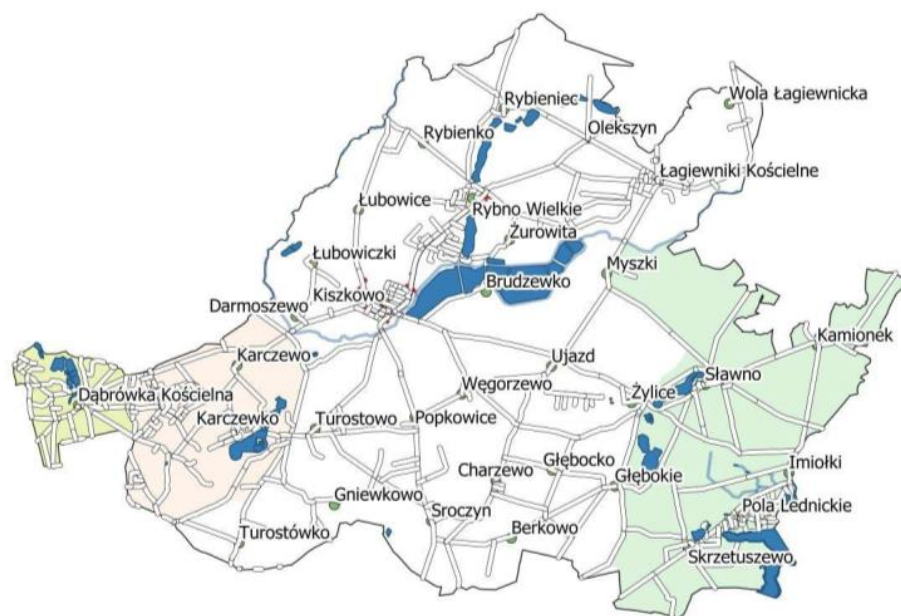 Rybieniec
Wola Łagiewnicka
Rybienko
Olekszyn
Łagiewniki Kościelne
Łubowice
Rybno Wielkie
Żurowita
Łubowiczki
Myszki
Kiszkowo
Brudzewko
Darmoszewo
Kamionek
Karczewo
Ujazd
Sławno
Dąbrówka Kościelna
Węgorzewo
Żylice
Karczewko
Turostowo
Popkowice
Charzewo
Głębocko
Imiołki
Głębokie
Gniewkowo
Pola Lednickie
Sroczyn
Berkowo
Turostówko
Skrzetuszewo